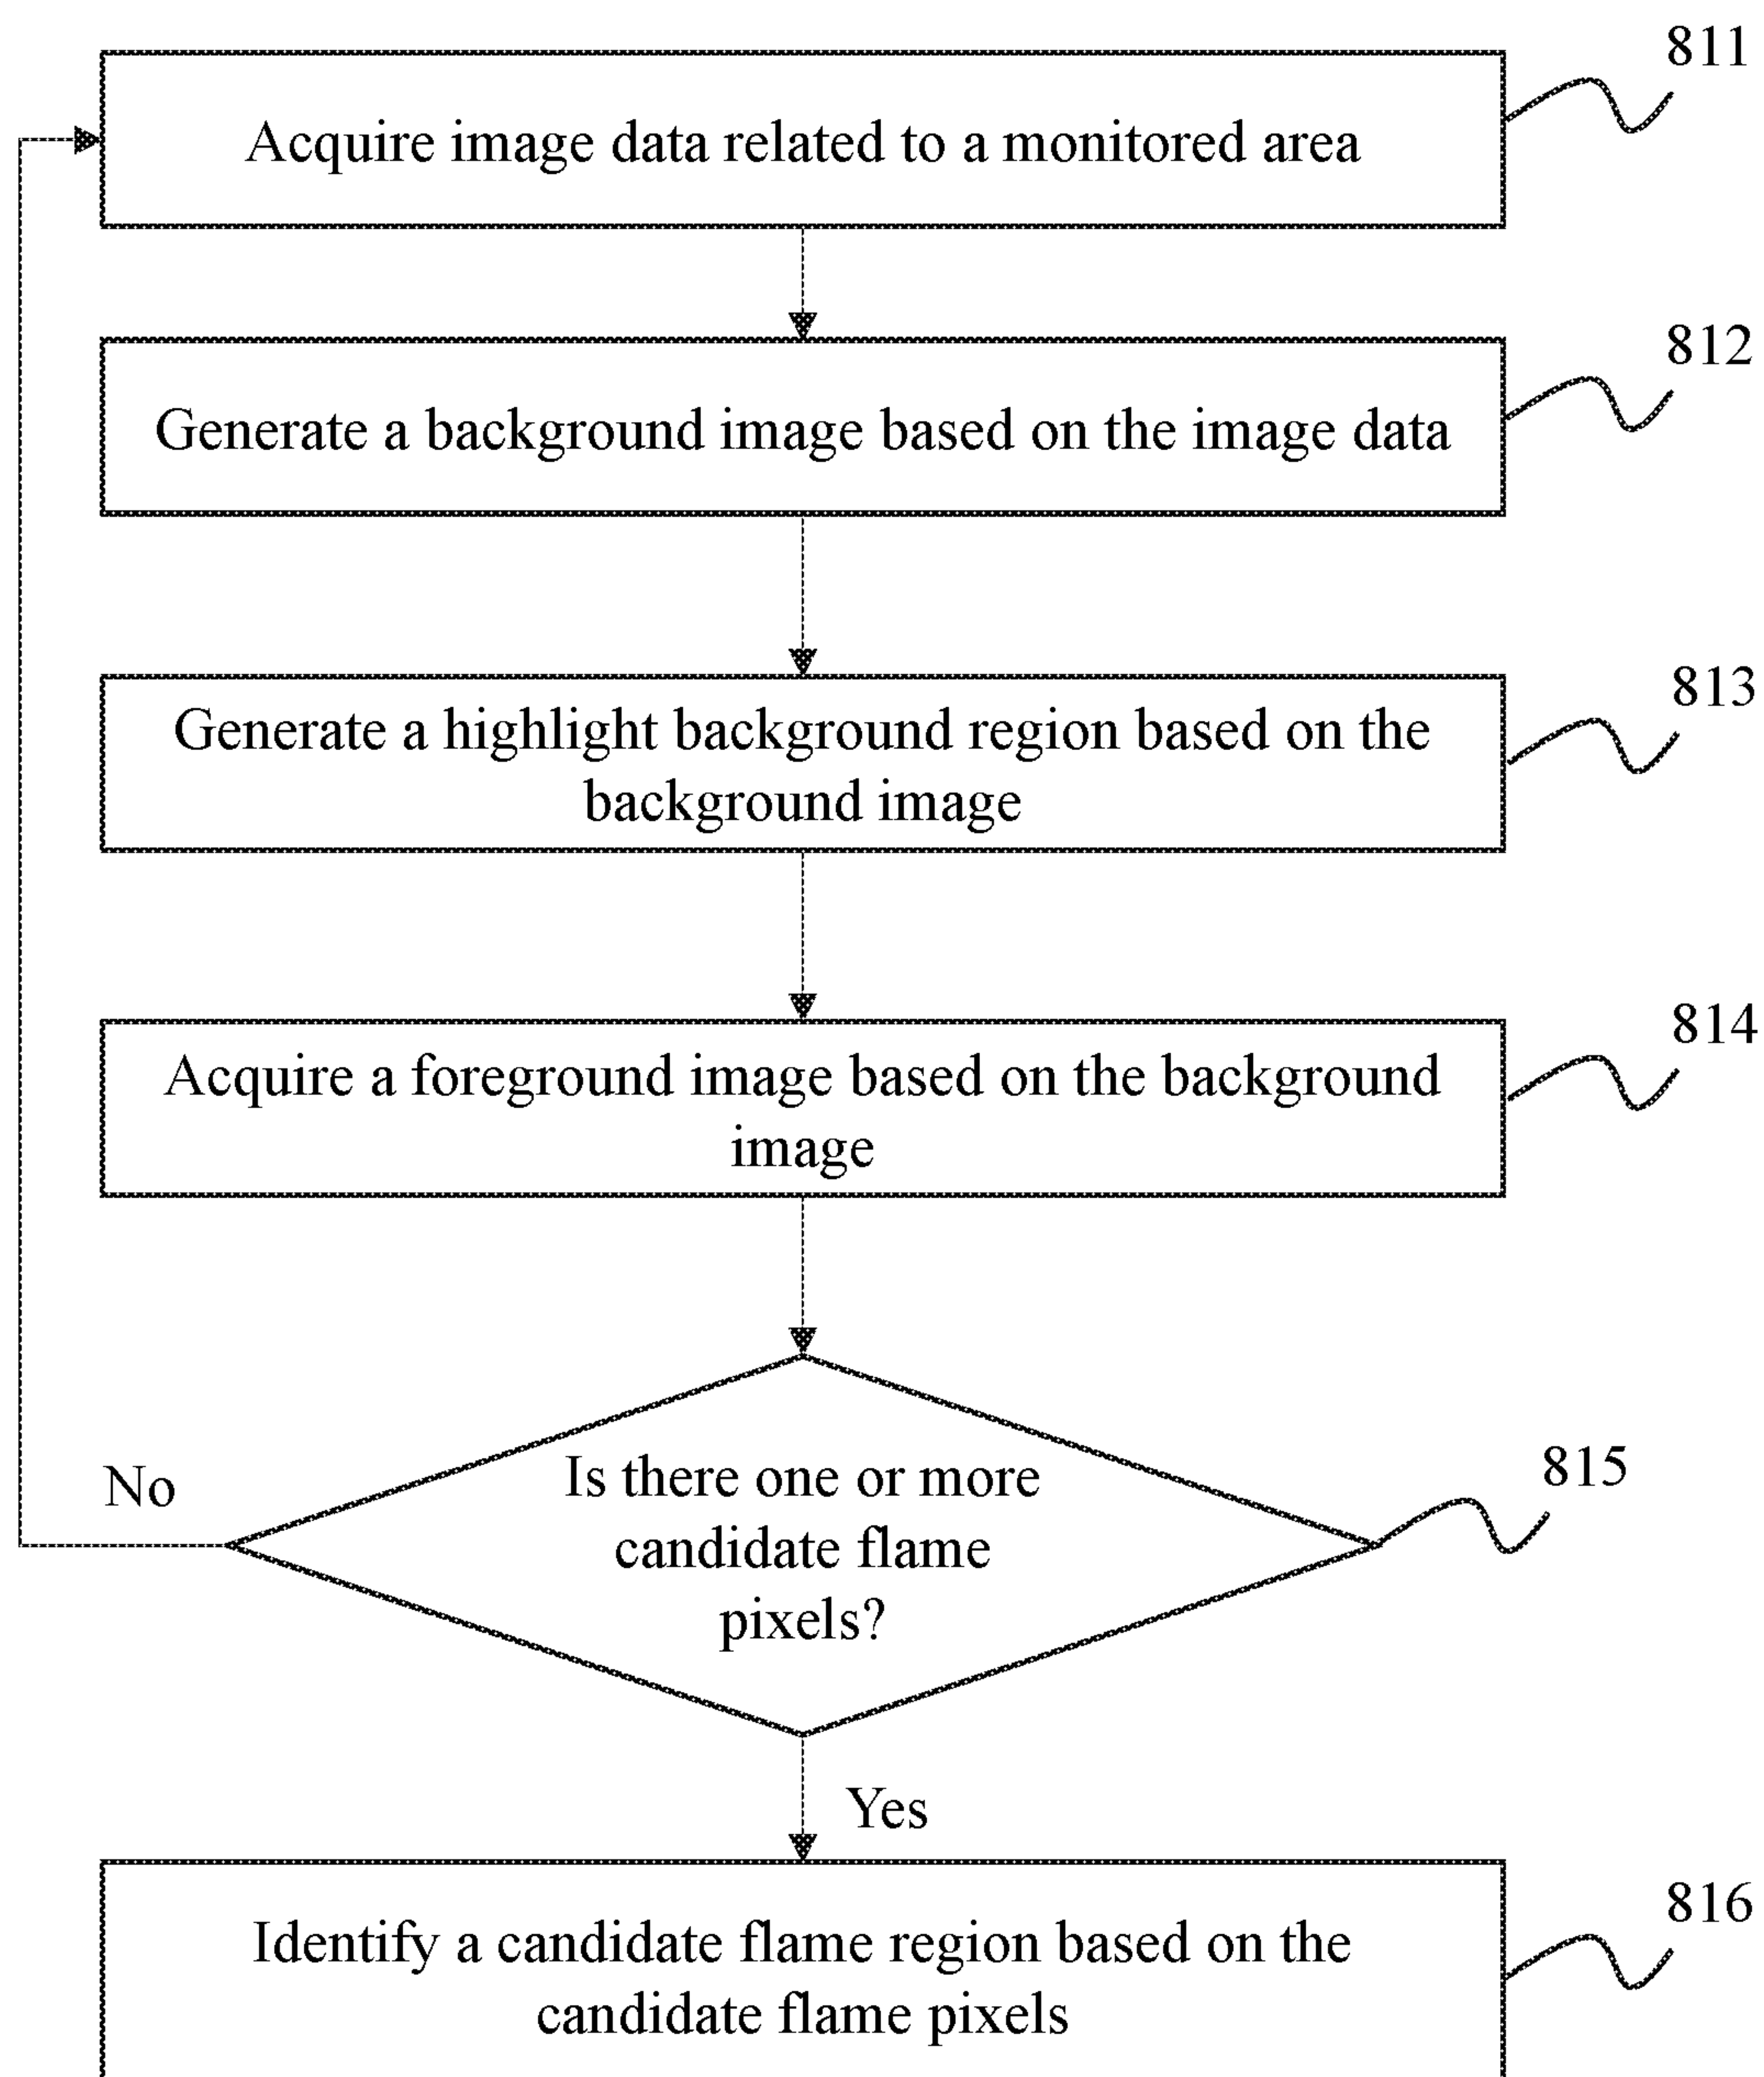 811
Acquire image data related to a monitored area
812
Generate a background image based on the image data
813
Generate a highlight background region based on the
background image
814
Acquire a foreground image based on the background
image
815
No
Is there one or more
candidate flame
pixels?
Yes
816
Identify a candidate flame region based on the
candidate flame pixels